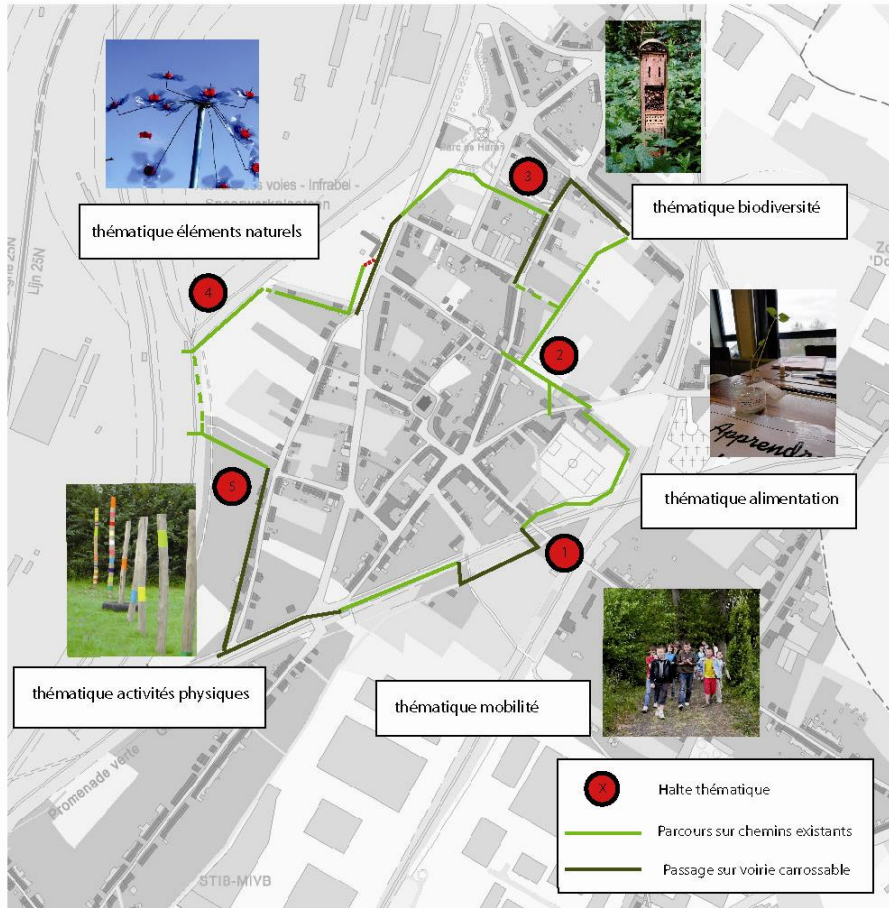 Lijn 25N
des voies - Infrabel -
Parc de Haren
3
thématique biodiversité
thématique éléments naturels
4
2
Apprendre
thématique alimentation
5
1
thématique activités physiques
thématique mobilité
Promenade verte
STIB-MIVB
X
Halte thématique
Parcours sur chemins existants
Passage sur voirie carrossable